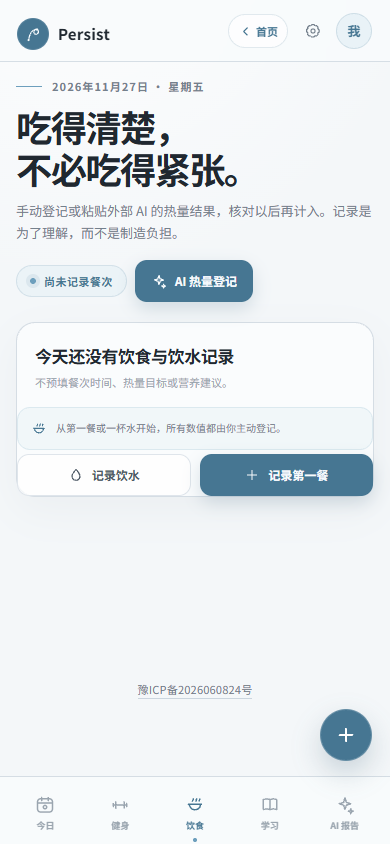 Persist
首页
我
2026年11月27日 · 星期五
吃得清楚，
不必吃得紧张。
手动登记或粘贴外部 AI 的热量结果，核对以后再计入。记录是
为了理解，而不是制造负担。
尚未记录餐次
AI 热量登记
今天还没有饮食与饮水记录
不预填餐次时间、热量目标或营养建议。
从第一餐或一杯水开始，所有数值都由你主动登记。
记录饮水
记录第一餐
豫ICP备2026060824号
今日
健身
饮食
学习
AI 报告